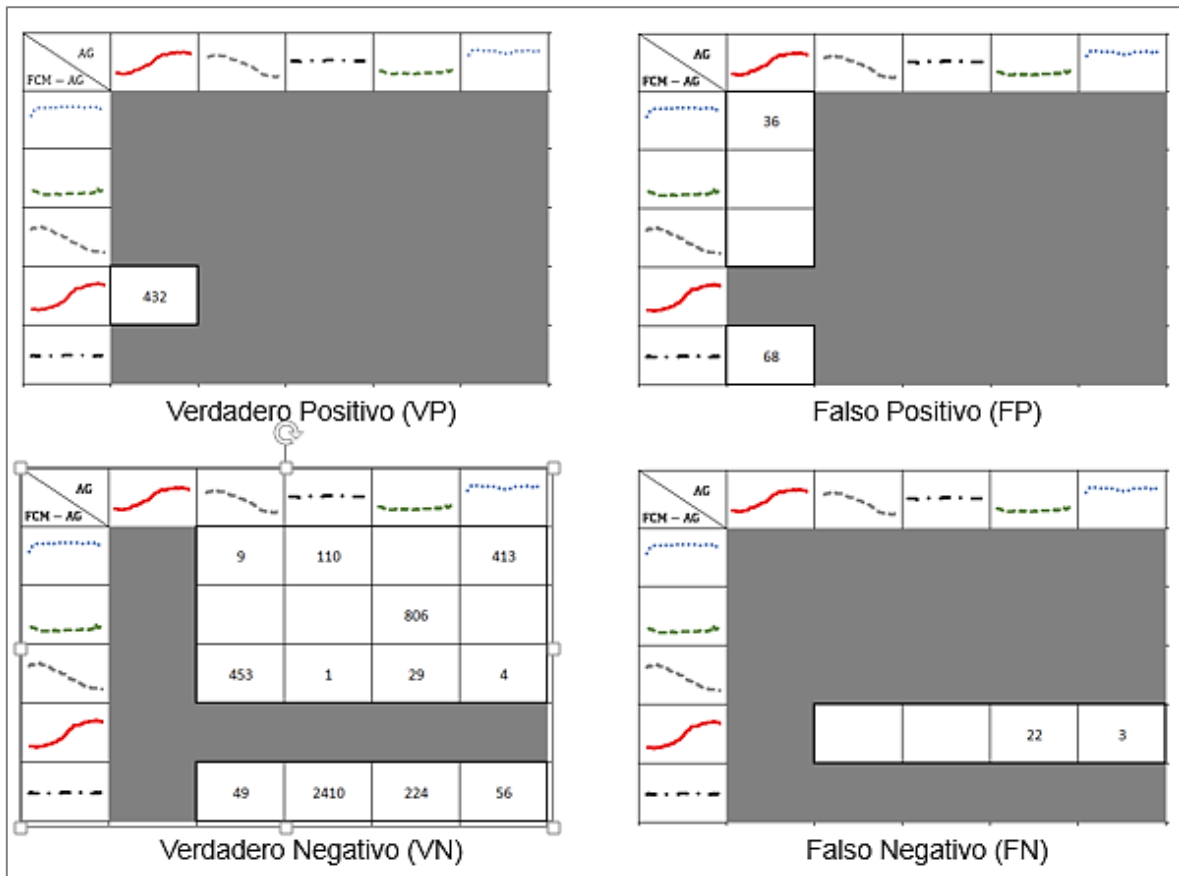 AG
FCM – AG
432
Verdadero Positivo (VP)
AG
FCM – AG
36
68
Falso Positivo (FP)
AG
FCM – AG
9 110 413
806
453 1 29 4
49 2410 224 56
Verdadero Negativo (VN)
AG
FCM – AG
22 3
Falso Negativo (FN)